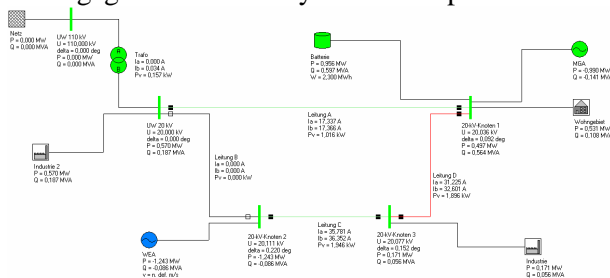 Netz
P = 0,000 MW
Q = 0,000 MVA
UW 110 kV
U = 110,000 kV
delta = 0,000 deg
P = 0,000 MW
Q = 0,000 MVA
Trafo
Ia = 0,000 A
Ib = 0,034 A
Pv = 0,157 kW
Batterie
P = 0,956 MW
Q = 0,597 MVA
W = 2,300 MWh
MGA
P = -0,990 MW
Q = -0,141 MVA
UW 20 kV
U = 20,000 kV
delta = 0,000 deg
P = 0,570 MW
Q = 0,187 MVA
Leitung A
Ia = 17,337 A
Ib = 17,366 A
Pv = 1,016 kW
20-kV-Knoten 1
U = 20,036 kV
delta = 0,092 deg
P = 0,497 MW
Q = 0,564 MVA
Wohngebiet
P = 0,531 MW
Q = 0,108 MVA
Industrie 2
P = 0,570 MW
Q = 0,187 MVA
Leitung B
Ia = 0,000 A
Ib = 0,000 A
Pv = 0,000 kW
Leitung D
Ia = 31,225 A
Ib = 32,601 A
Pv = 1,896 kW
WEA
P = -1,243 MW
Q = -0,086 MVA
v = n. def. m/s
20-kV-Knoten 2
U = 20,111 kV
delta = 0,220 deg
P = -1,243 MW
Q = -0,086 MVA
Leitung C
Ia = 35,781 A
Ib = 36,352 A
Pv = 1,946 kW
20-kV-Knoten 3
U = 20,077 kV
delta = 0,152 deg
P = 0,171 MW
Q = 0,056 MVA
Industrie
P = 0,171 MW
Q = 0,056 MVA